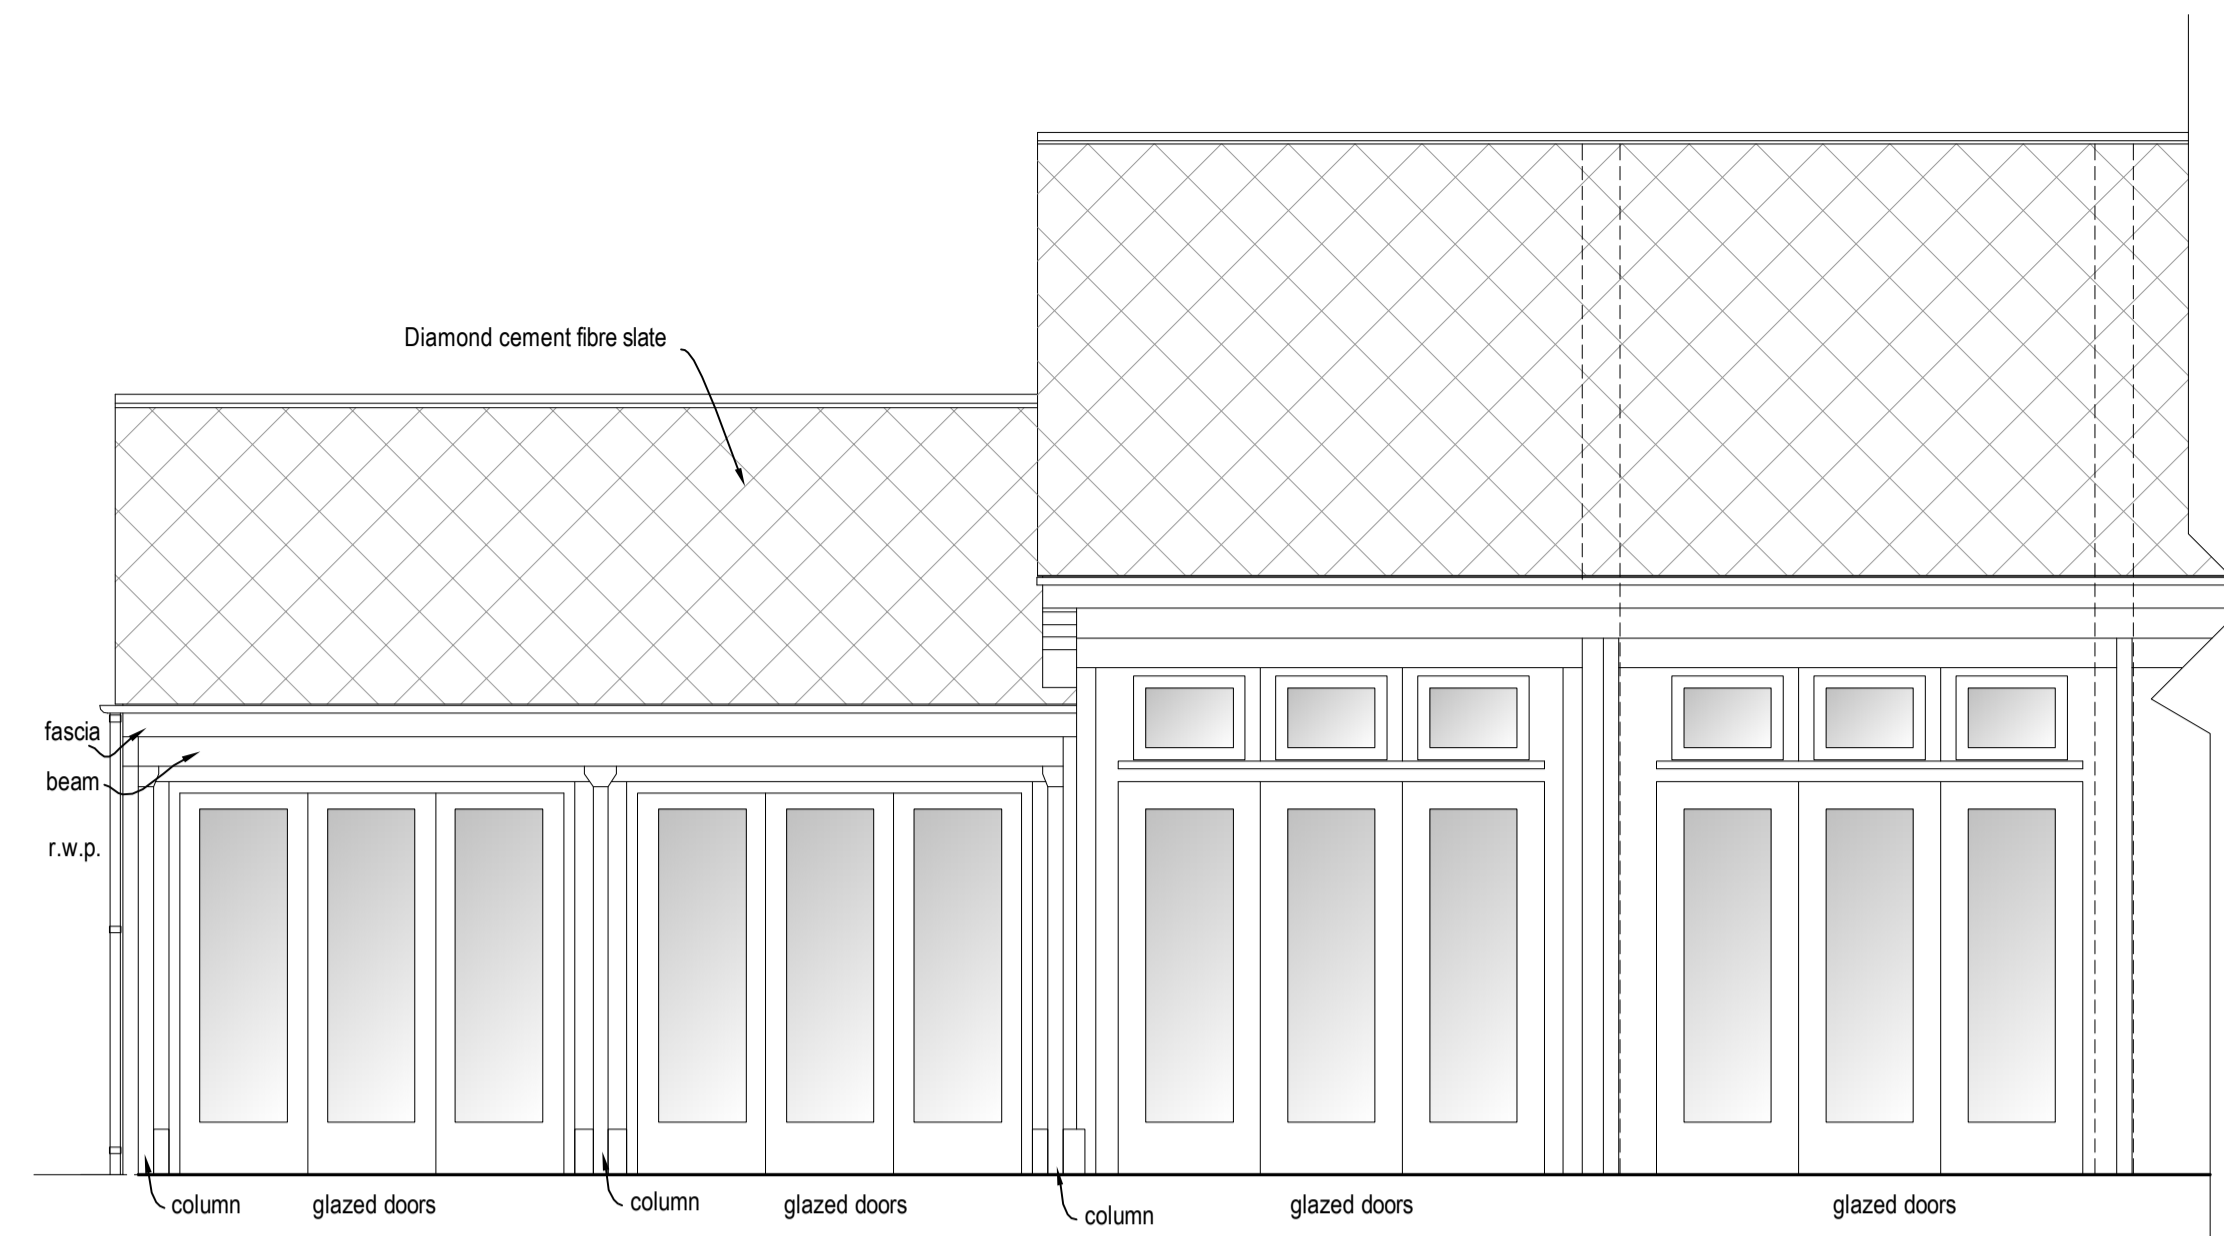 Diamond cement fibre slate
fascia
beam
r.w.p.
column
glazed doors
column
glazed doors
column
glazed doors
glazed doors